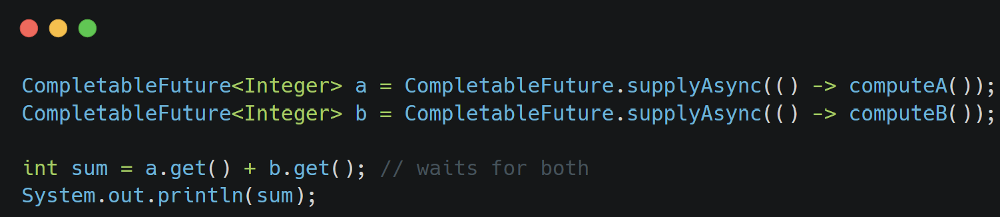 CompletableFuture<Integer> a = CompletableFuture.supplyAsync(() -> computeA());
CompletableFuture<Integer> b = CompletableFuture.supplyAsync(() -> computeB());
int sum = a.get() + b.get(); // waits for both
System.out.println(sum);